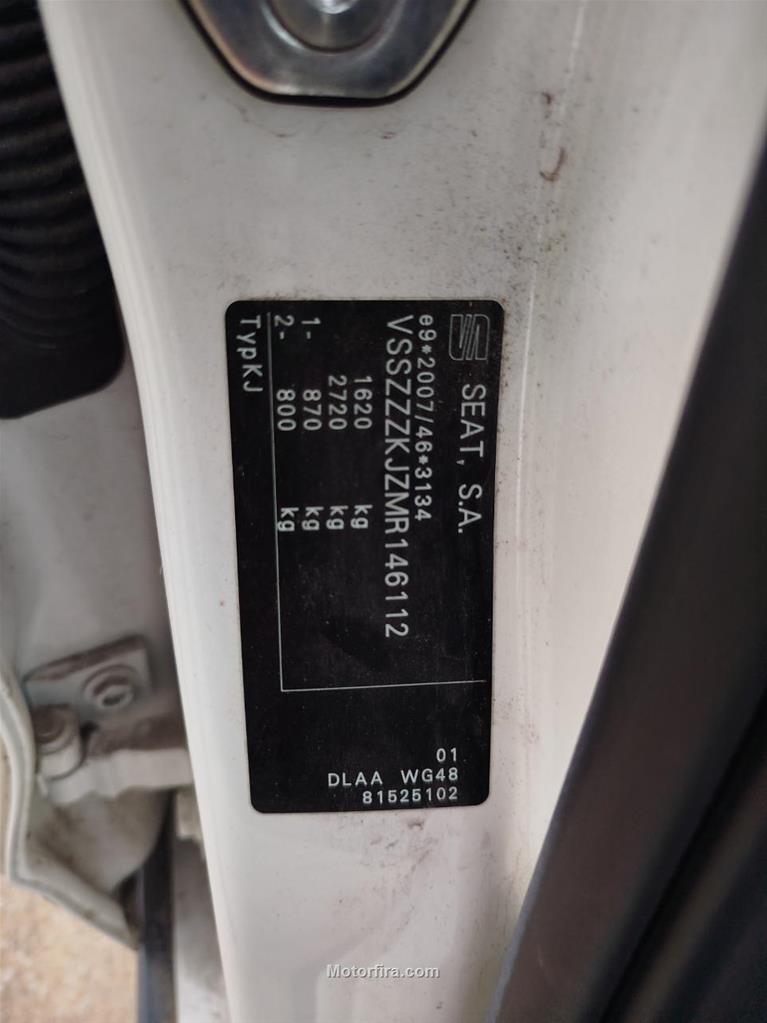 SEAT, S.A.
e9*2007/46*3134
VSSZZZKJZMR146112
1620 kg
2720 kg
1- 870 kg
2- 800 kg
TypKJ
01
DLAA WG48
81525102
Motorfira.com